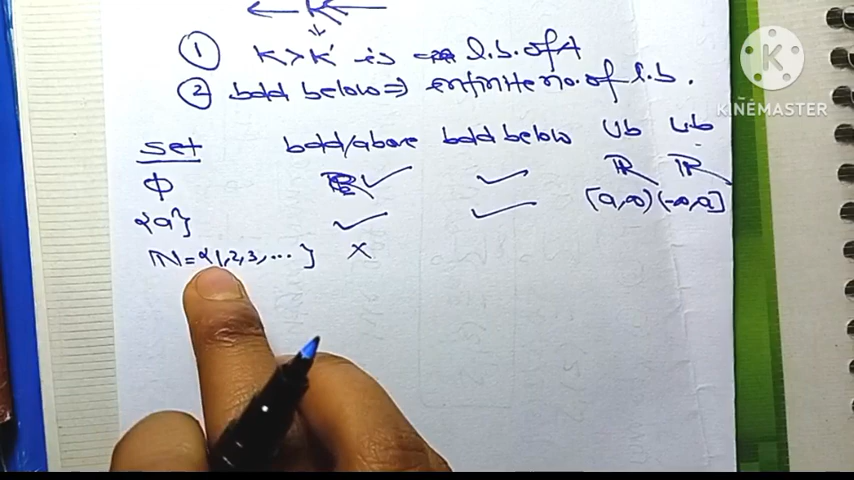 K
① K > K' is l.b. of A
② bdd below ⇒ infinite no. of l.b.
set bdd/above bdd below Ub L.b
φ ✓ ✓ ℝ ℝ
{a} ✓ ✓ [a,∞) (-∞,a]
ℕ={1,2,3,...} ×
KINEMASTER